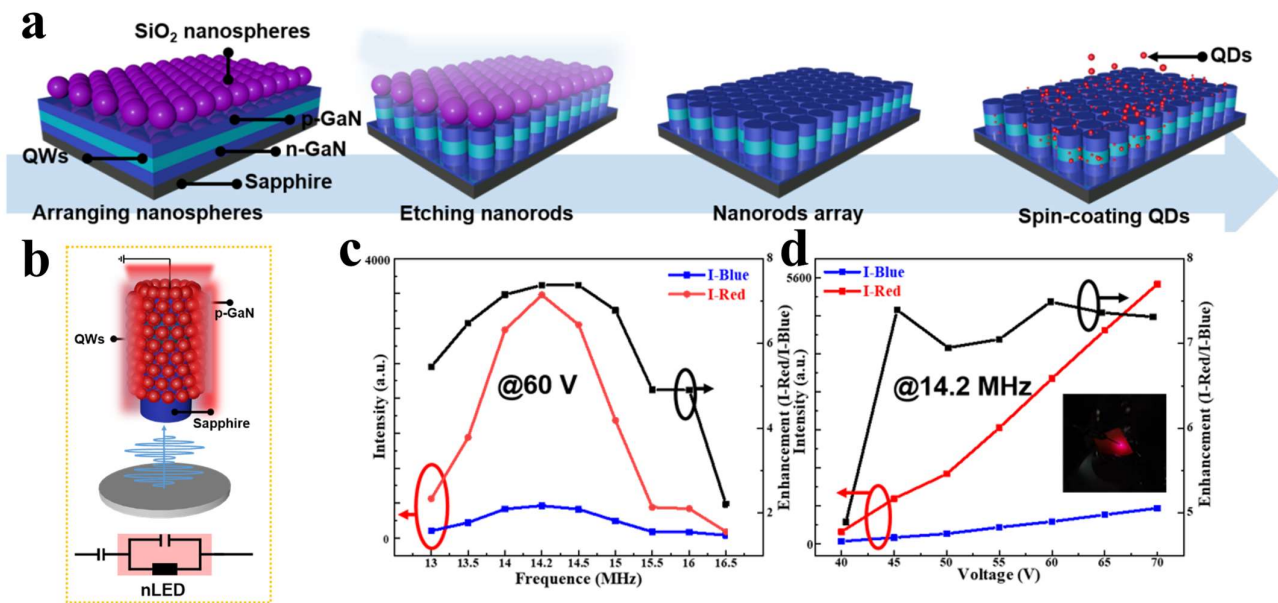 a
SiO2 nanospheres
p-GaN
QWs
n-GaN
Sapphire
QDs
Arranging nanospheres
Etching nanorods
Nanorods array
Spin-coating QDs
b
p-GaN
QWs
Sapphire
nLED
c
4000
0
Intensity (a.u.)
I-Blue
I-Red
@60 V
8
7
6
5
4
3
2
Enhancement (I-Red/I-Blue)
13 13.5 14 14.2 14.5 15 15.5 16 16.5
Frequence (MHz)
d
5600
0
Intensity (a.u.)
I-Blue
I-Red
@14.2 MHz
8
7
6
5
Enhancement (I-Red/I-Blue)
40 45 50 55 60 65 70
Voltage (V)